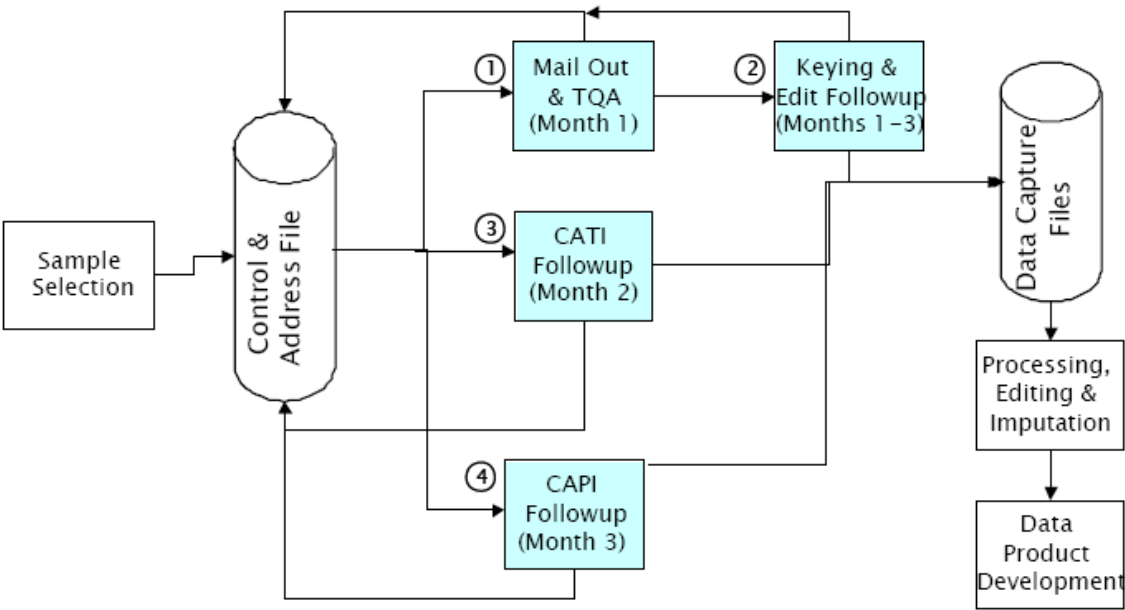 Sample
Selection
Control &
Address File
1
Mail Out
& TQA
(Month 1)
2
Keying &
Edit Followup
(Months 1-3)
3
CATI
Followup
(Month 2)
4
CAPI
Followup
(Month 3)
Data Capture
Files
Processing,
Editing &
Imputation
Data
Product
Development